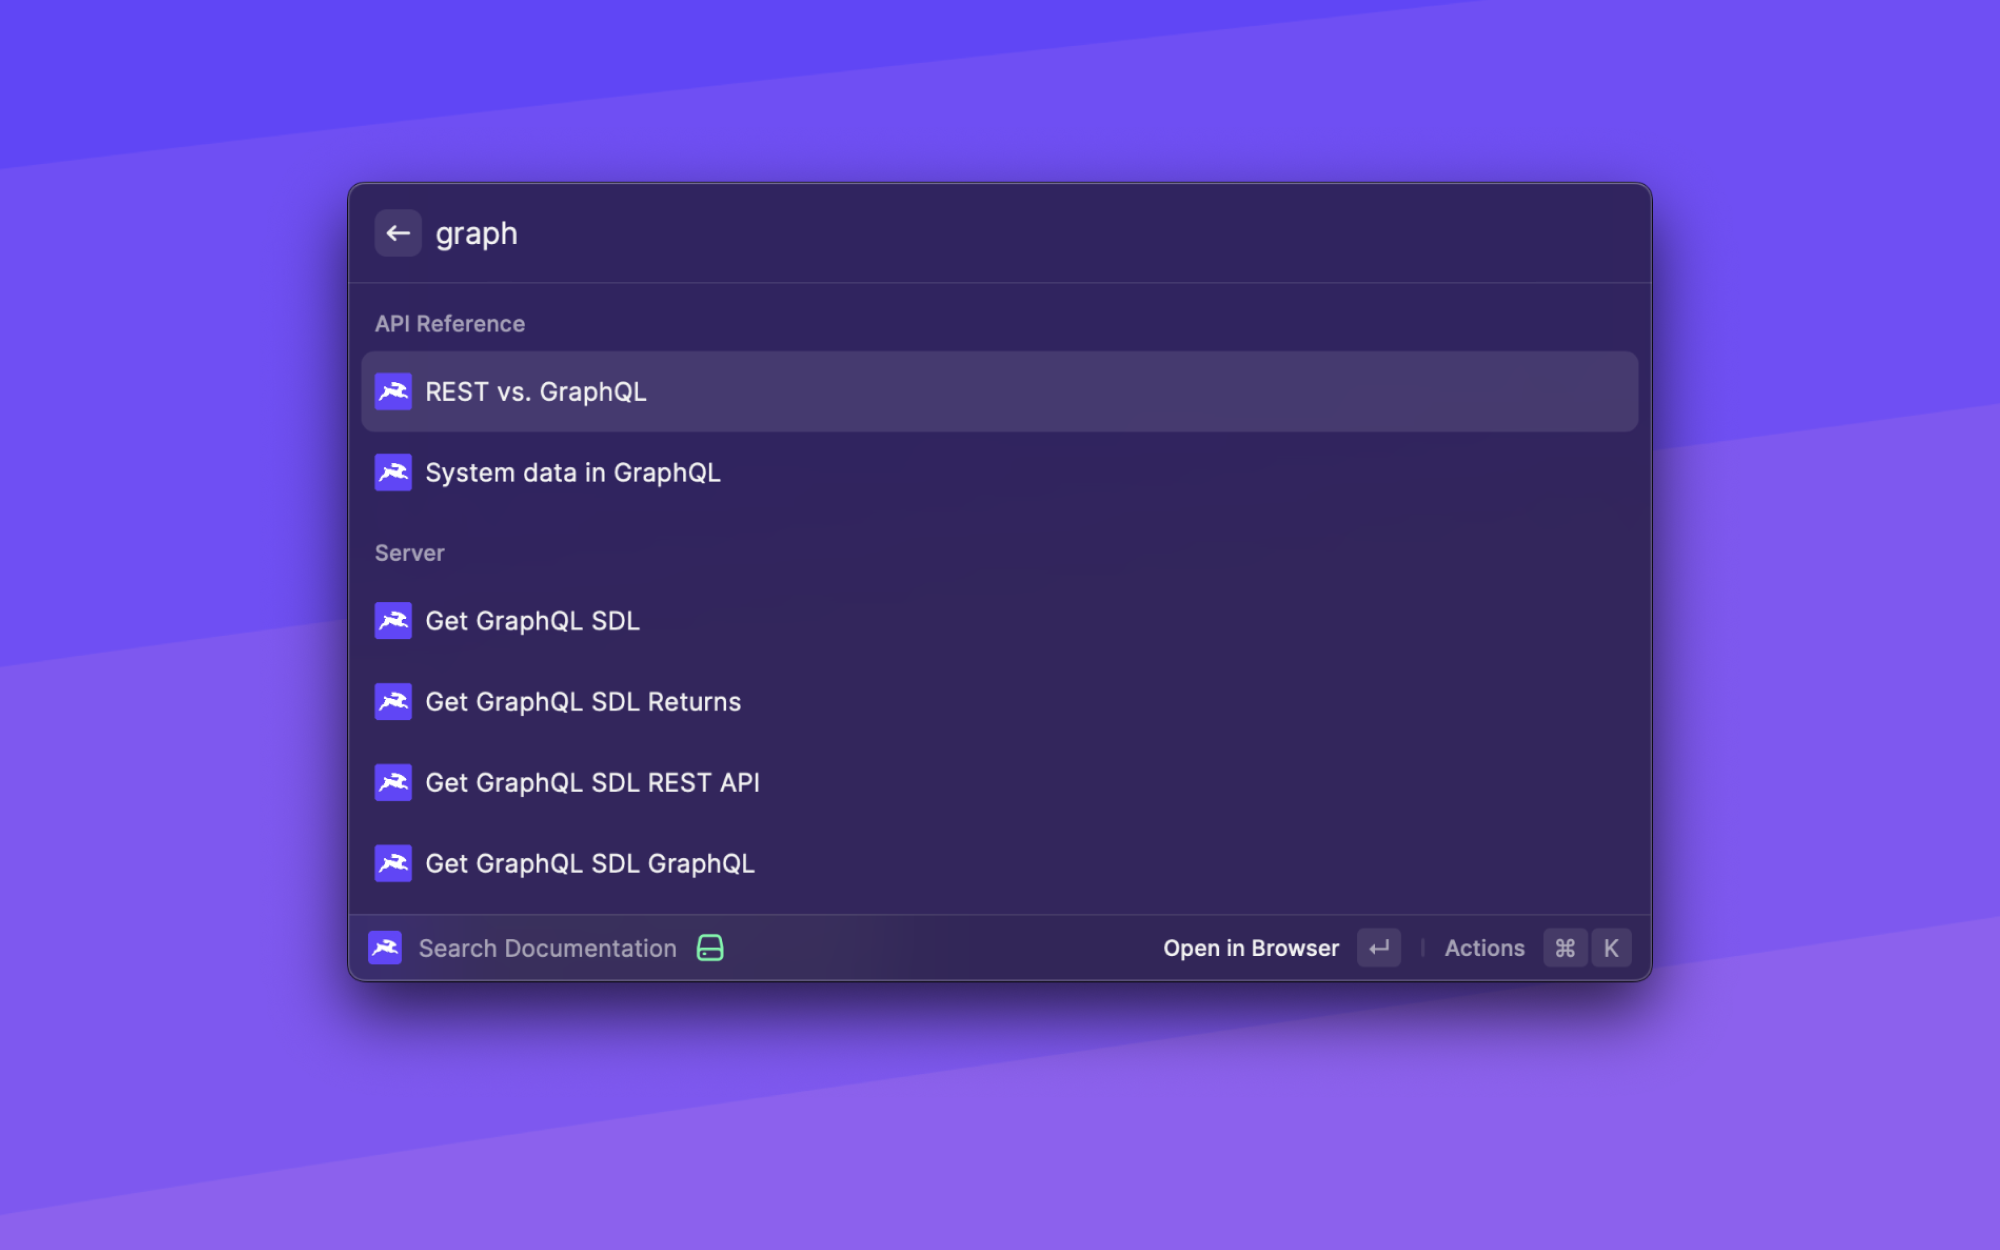 graph
API Reference
REST vs. GraphQL
System data in GraphQL
Server
Get GraphQL SDL
Get GraphQL SDL Returns
Get GraphQL SDL REST API
Get GraphQL SDL GraphQL
Search Documentation Open in Browser ↵ | Actions ⌘ K